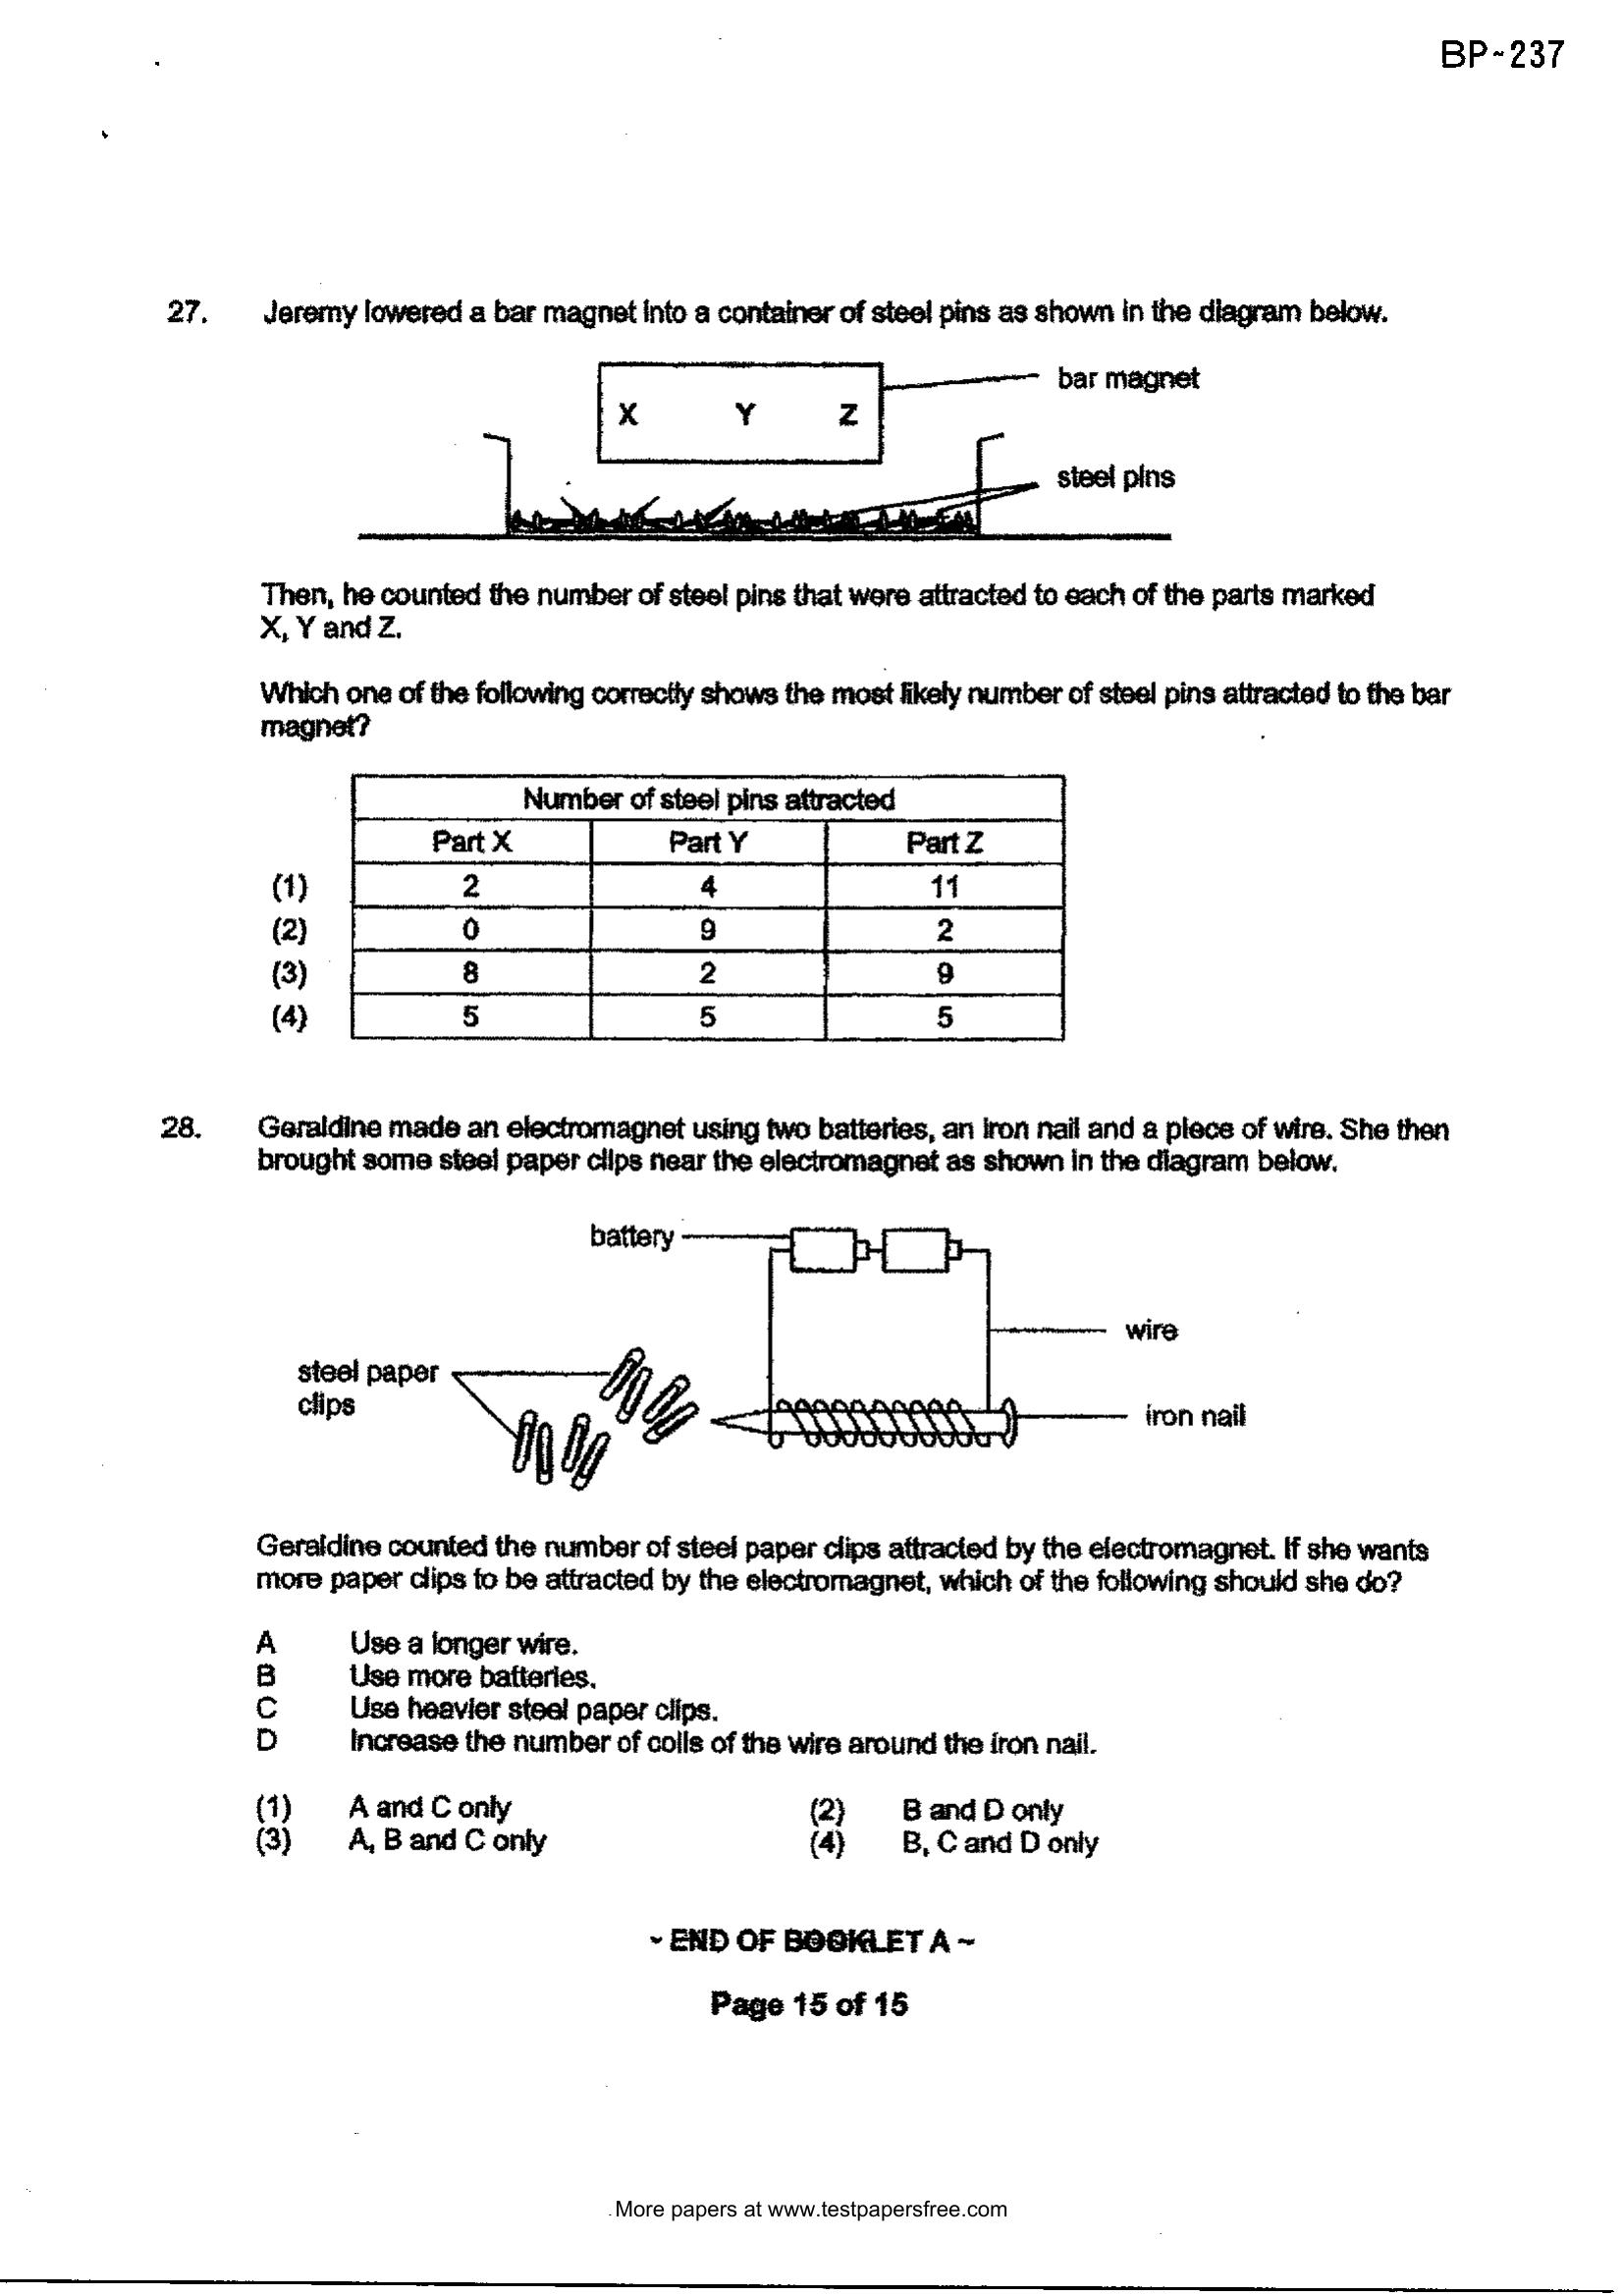 BP-237
27. Jeremy lowered a bar magnet into a container of steel pins as shown in the diagram below.
bar magnet
X Y Z
steel pins
Then, he counted the number of steel pins that were attracted to each of the parts marked
X, Y and Z.
Which one of the following correctly shows the most likely number of steel pins attracted to the bar
magnet?
Number of steel pins attracted
Part X Part Y Part Z
(1) 2 4 11
(2) 0 9 2
(3) 8 2 9
(4) 5 5 5
28. Geraldine made an electromagnet using two batteries, an iron nail and a piece of wire. She then
brought some steel paper clips near the electromagnet as shown in the diagram below.
battery
wire
steel paper
clips
iron nail
Geraldine counted the number of steel paper clips attracted by the electromagnet. If she wants
more paper clips to be attracted by the electromagnet, which of the following should she do?
A Use a longer wire.
B Use more batteries.
C Use heavier steel paper clips.
D Increase the number of coils of the wire around the iron nail.
(1) A and C only (2) B and D only
(3) A, B and C only (4) B, C and D only
~ END OF BOOKLET A ~
Page 15 of 15
More papers at www.testpapersfree.com